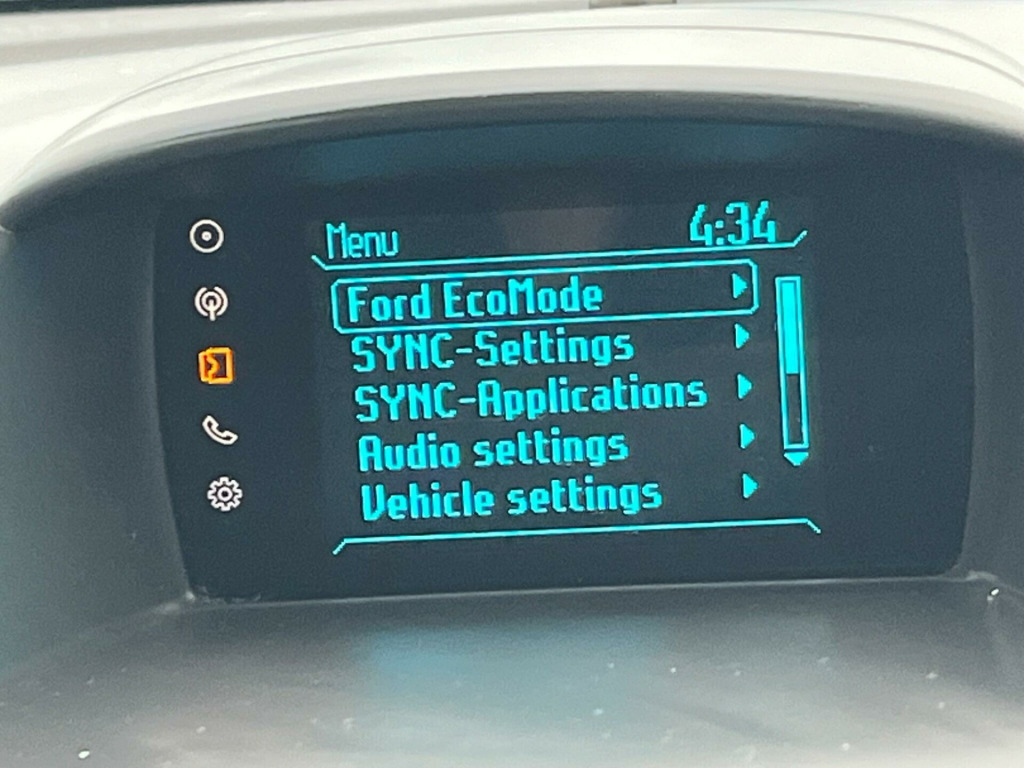 Menu
4:34
Ford EcoMode
SYNC-Settings
SYNC-Applications
Audio settings
Vehicle settings